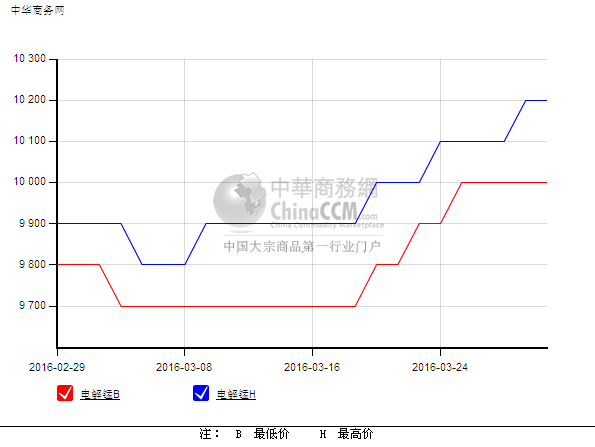 中华商务网
10 300
10 200
10 100
10 000
9 900
9 800
9 700
中華商務網
ChinaCCM.com
China Commodity Marketplace
中国大宗商品第一行业门户
2016-02-29
2016-03-08
2016-03-16
2016-03-24
电解锰B
电解锰H
注： B 最低价 H 最高价